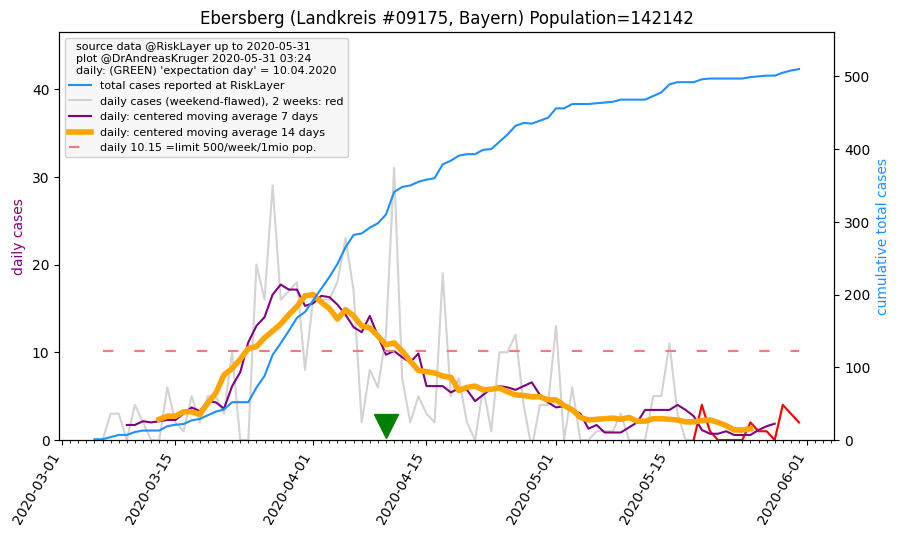 Ebersberg (Landkreis #09175, Bayern) Population=142142
source data @RiskLayer up to 2020-05-31
plot @DrAndreasKruger 2020-05-31 03:24
daily: (GREEN) 'expectation day' = 10.04.2020
total cases reported at RiskLayer
daily cases (weekend-flawed), 2 weeks: red
daily: centered moving average 7 days
daily: centered moving average 14 days
daily 10.15 =limit 500/week/1mio pop.
daily cases
40
30
20
10
0
cumulative total cases
500
400
300
200
100
0
2020-03-01
2020-03-15
2020-04-01
2020-04-15
2020-05-01
2020-05-15
2020-06-01